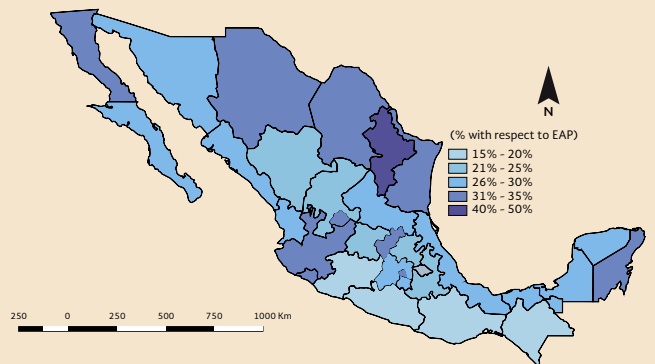 N
(% with respect to EAP)
15% - 20%
21% - 25%
26% - 30%
31% - 35%
40% - 50%
250 0 250 500 750 1000 Km